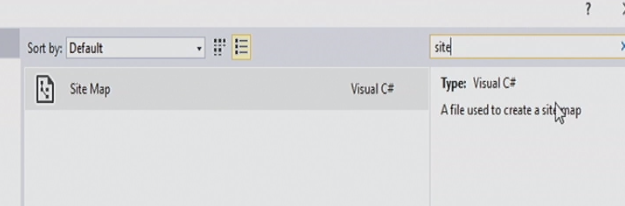 ?
Sort by: Default
site
Site Map Visual C#
Type: Visual C#
A file used to create a site map